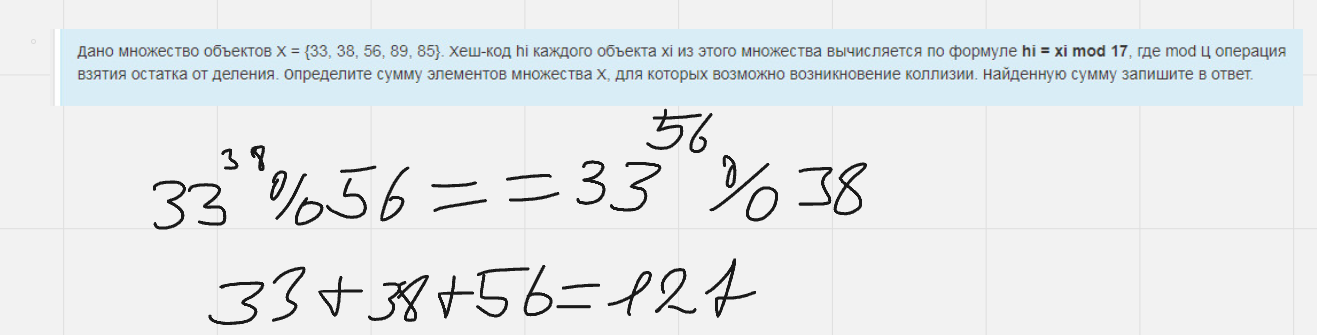 Дано множество объектов X = {33, 38, 56, 89, 85}. Хеш-код hi каждого объекта xi из этого множества вычисляется по формуле hi = xi mod 17, где mod Ц операция
взятия остатка от деления. Определите сумму элементов множества X, для которых возможно возникновение коллизии. Найденную сумму запишите в ответ.
33^38 % 56 = = 33^56 % 38
33 + 38 + 56 = 127